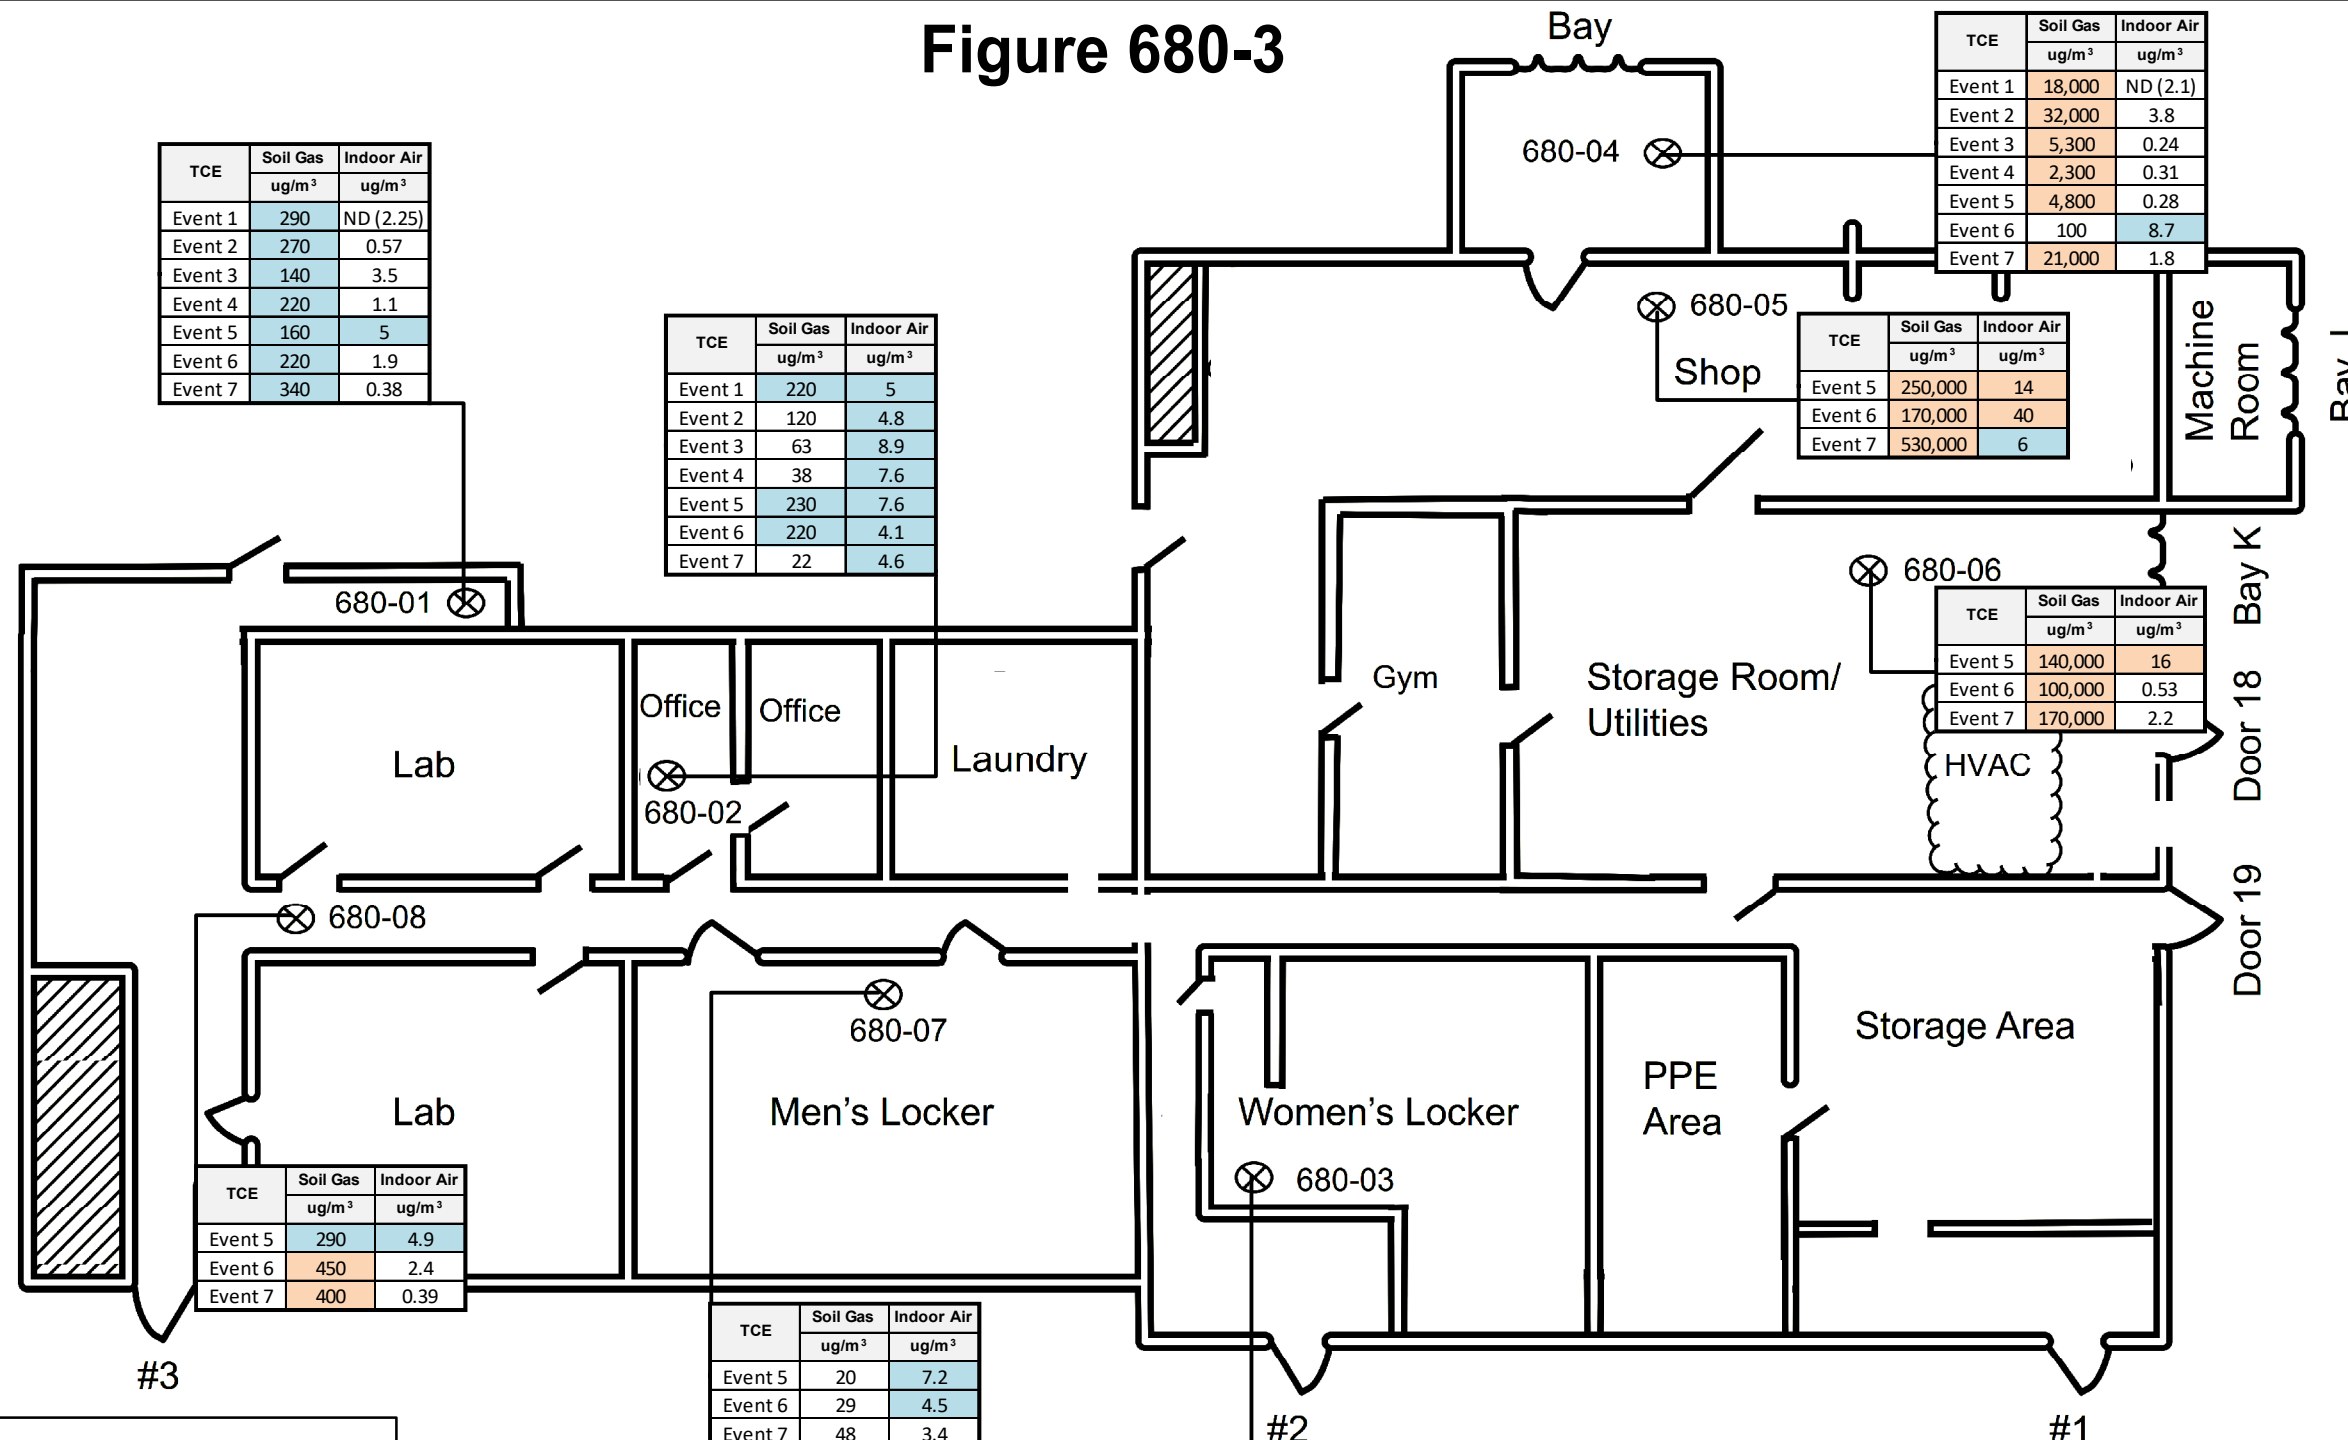 Figure 680-3
Bay
TCE Soil Gas Indoor Air
ug/m³ ug/m³
Event 1 18,000 ND (2.1)
Event 2 32,000 3.8
Event 3 5,300 0.24
Event 4 2,300 0.31
Event 5 4,800 0.28
Event 6 100 8.7
Event 7 21,000 1.8
680-04
TCE Soil Gas Indoor Air
ug/m³ ug/m³
Event 1 290 ND (2.25)
Event 2 270 0.57
Event 3 140 3.5
Event 4 220 1.1
Event 5 160 5
Event 6 220 1.9
Event 7 340 0.38
TCE Soil Gas Indoor Air
ug/m³ ug/m³
Event 1 220 5
Event 2 120 4.8
Event 3 63 8.9
Event 4 38 7.6
Event 5 230 7.6
Event 6 220 4.1
Event 7 22 4.6
680-05
Shop
TCE Soil Gas Indoor Air
ug/m³ ug/m³
Event 5 250,000 14
Event 6 170,000 40
Event 7 530,000 6
Machine
Room
Bay
680-01
680-06
Bay K
TCE Soil Gas Indoor Air
ug/m³ ug/m³
Event 5 140,000 16
Event 6 100,000 0.53
Event 7 170,000 2.2
Gym
Storage Room/
Utilities
Office
Office
Lab
Laundry
680-02
HVAC
Door 18
680-08
Door 19
680-07
Storage Area
PPE
Area
Lab
Men's Locker
Women's Locker
680-03
TCE Soil Gas Indoor Air
ug/m³ ug/m³
Event 5 290 4.9
Event 6 450 2.4
Event 7 400 0.39
TCE Soil Gas Indoor Air
ug/m³ ug/m³
Event 5 20 7.2
Event 6 29 4.5
Event 7 48 3.4
#3
#2
#1